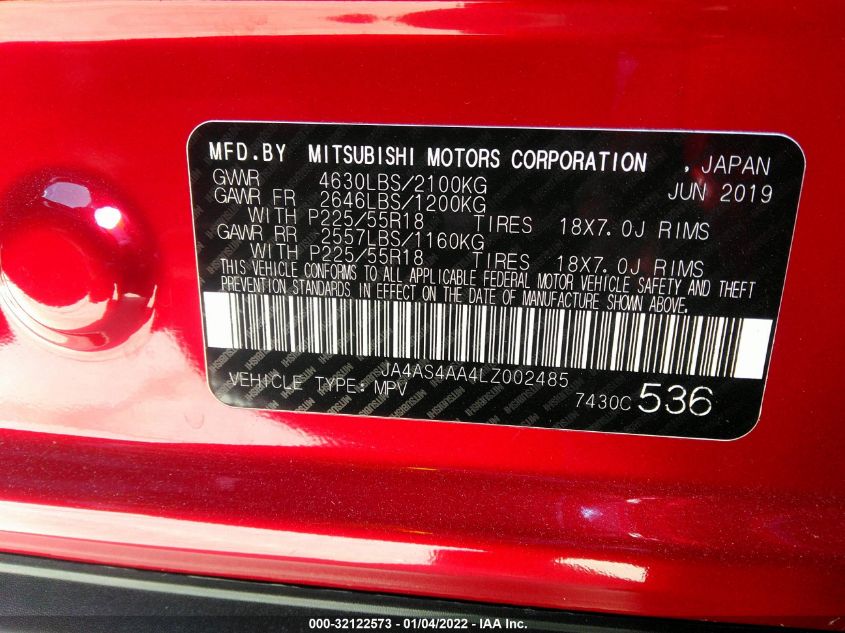 MFD.BY MITSUBISHI MOTORS CORPORATION , JAPAN
GVWR 4630LBS/2100KG JUN 2019
GAWR FR 2646LBS/1200KG
WITH P225/55R18 TIRES 18X7.0J RIMS
GAWR RR 2557LBS/1160KG
WITH P225/55R18 TIRES 18X7.0J RIMS
THIS VEHICLE CONFORMS TO ALL APPLICABLE FEDERAL MOTOR VEHICLE SAFETY AND THEFT
PREVENTION STANDARDS IN EFFECT ON THE DATE OF MANUFACTURE SHOWN ABOVE.
JA4AS4AA4LZ002485
VEHICLE TYPE: MPV 7430C 536
000-32122573 - 01/04/2022 - IAA Inc.